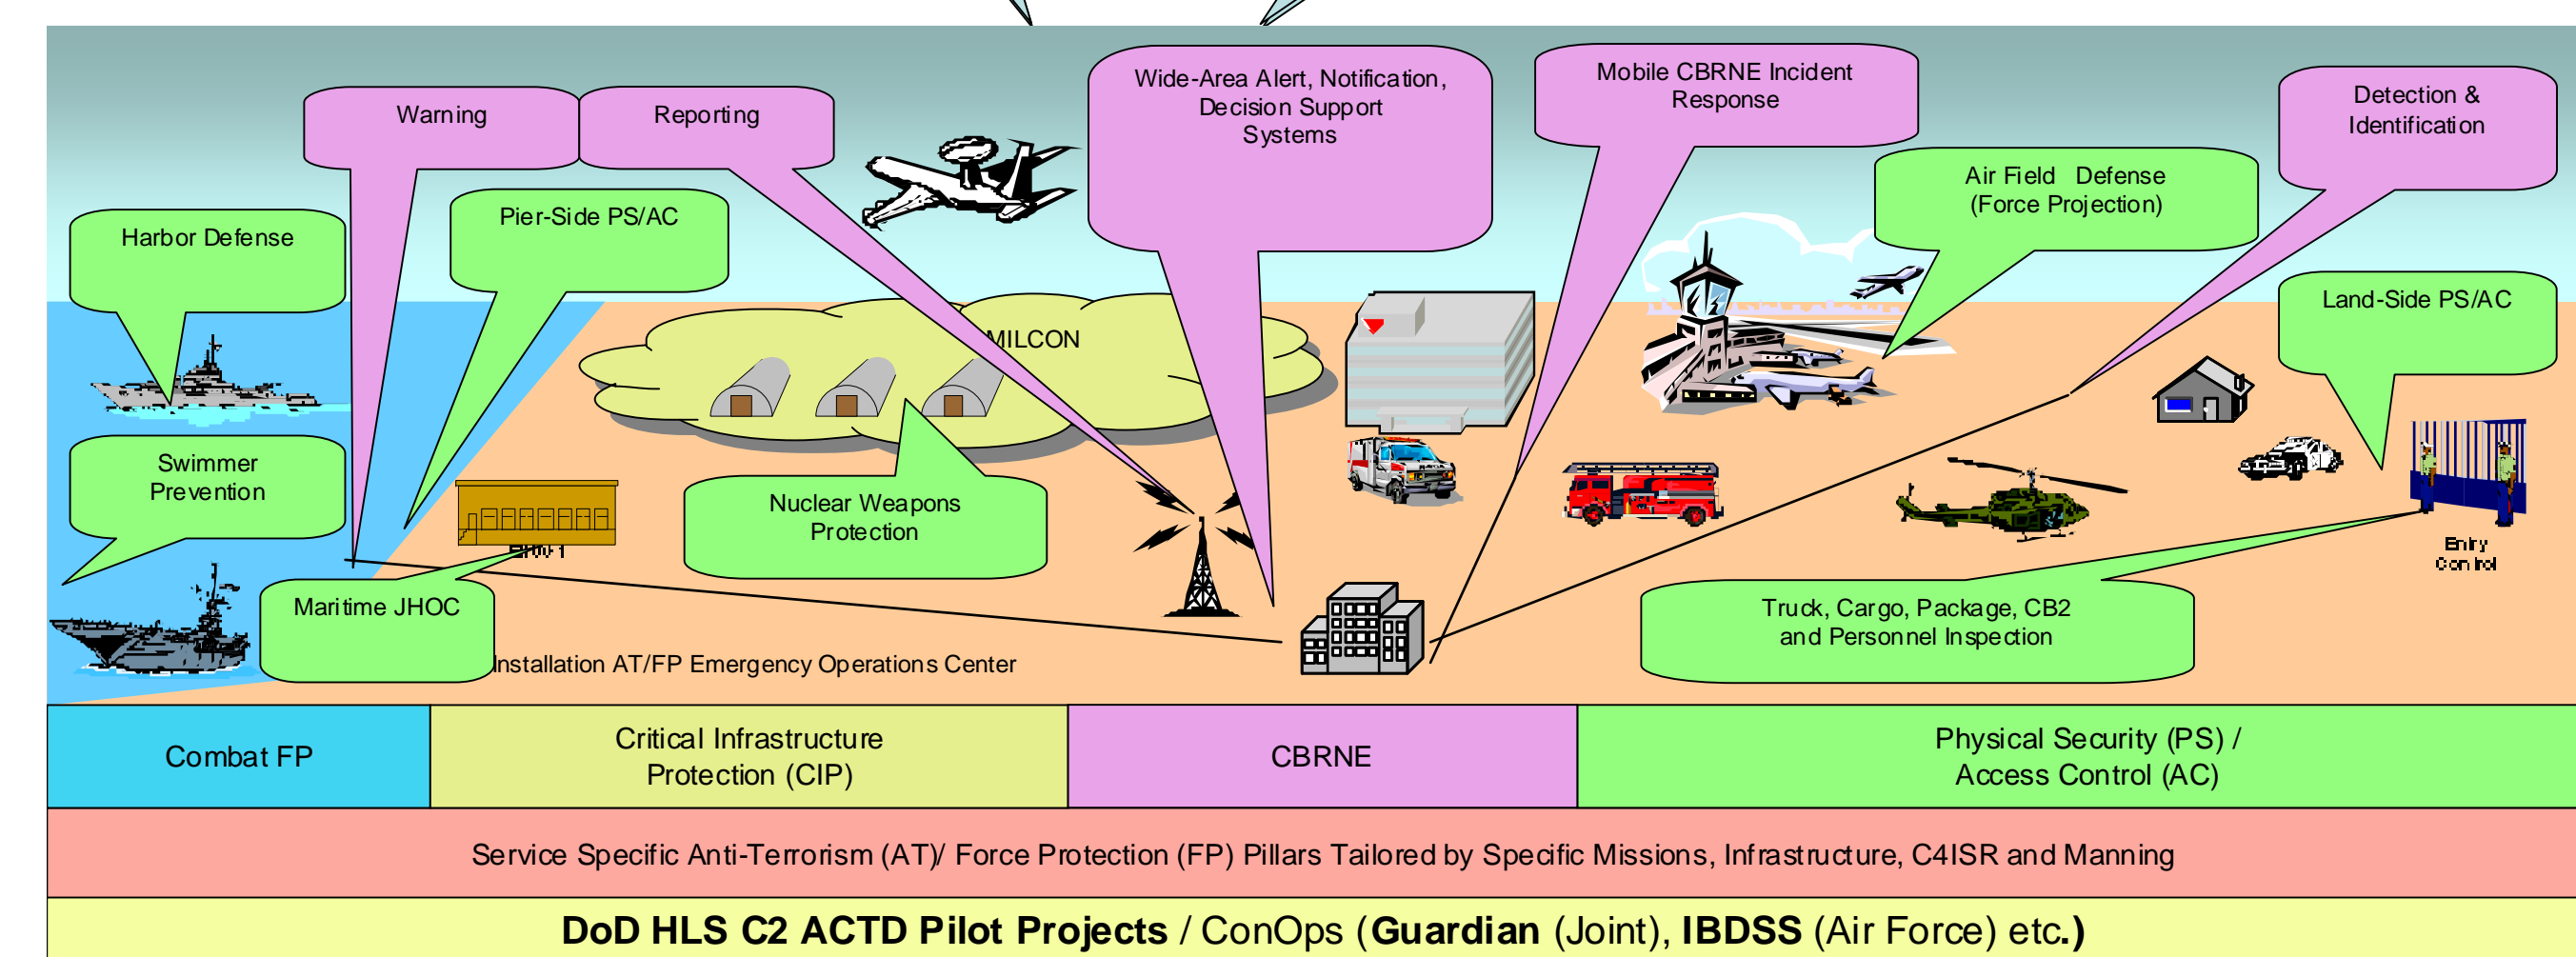 Warning
Reporting
Wide-Area Alert, Notification,
Decision Support
Systems
Mobile CBRNE Incident
Response
Detection &
Identification
Harbor Defense
Pier-Side PS/AC
Air Field Defense
(Force Projection)
Land-Side PS/AC
MILCON
Swimmer
Prevention
Nuclear Weapons
Protection
Entry
Control
Maritime JHOC
Truck, Cargo, Package, CB2
and Personnel Inspection
Installation AT/FP Emergency Operations Center
Combat FP
Critical Infrastructure
Protection (CIP)
CBRNE
Physical Security (PS) /
Access Control (AC)
Service Specific Anti-Terrorism (AT)/ Force Protection (FP) Pillars Tailored by Specific Missions, Infrastructure, C4ISR and Manning
DoD HLS C2 ACTD Pilot Projects / ConOps (Guardian (Joint), IBDSS (Air Force) etc.)